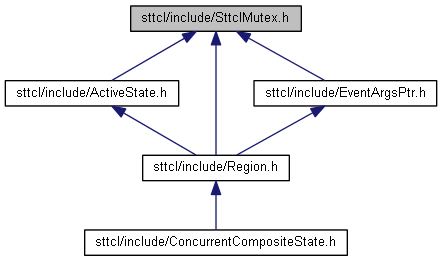 sttcl/include/SttclMutex.h
sttcl/include/ActiveState.h
sttcl/include/EventArgsPtr.h
sttcl/include/Region.h
sttcl/include/ConcurrentCompositeState.h